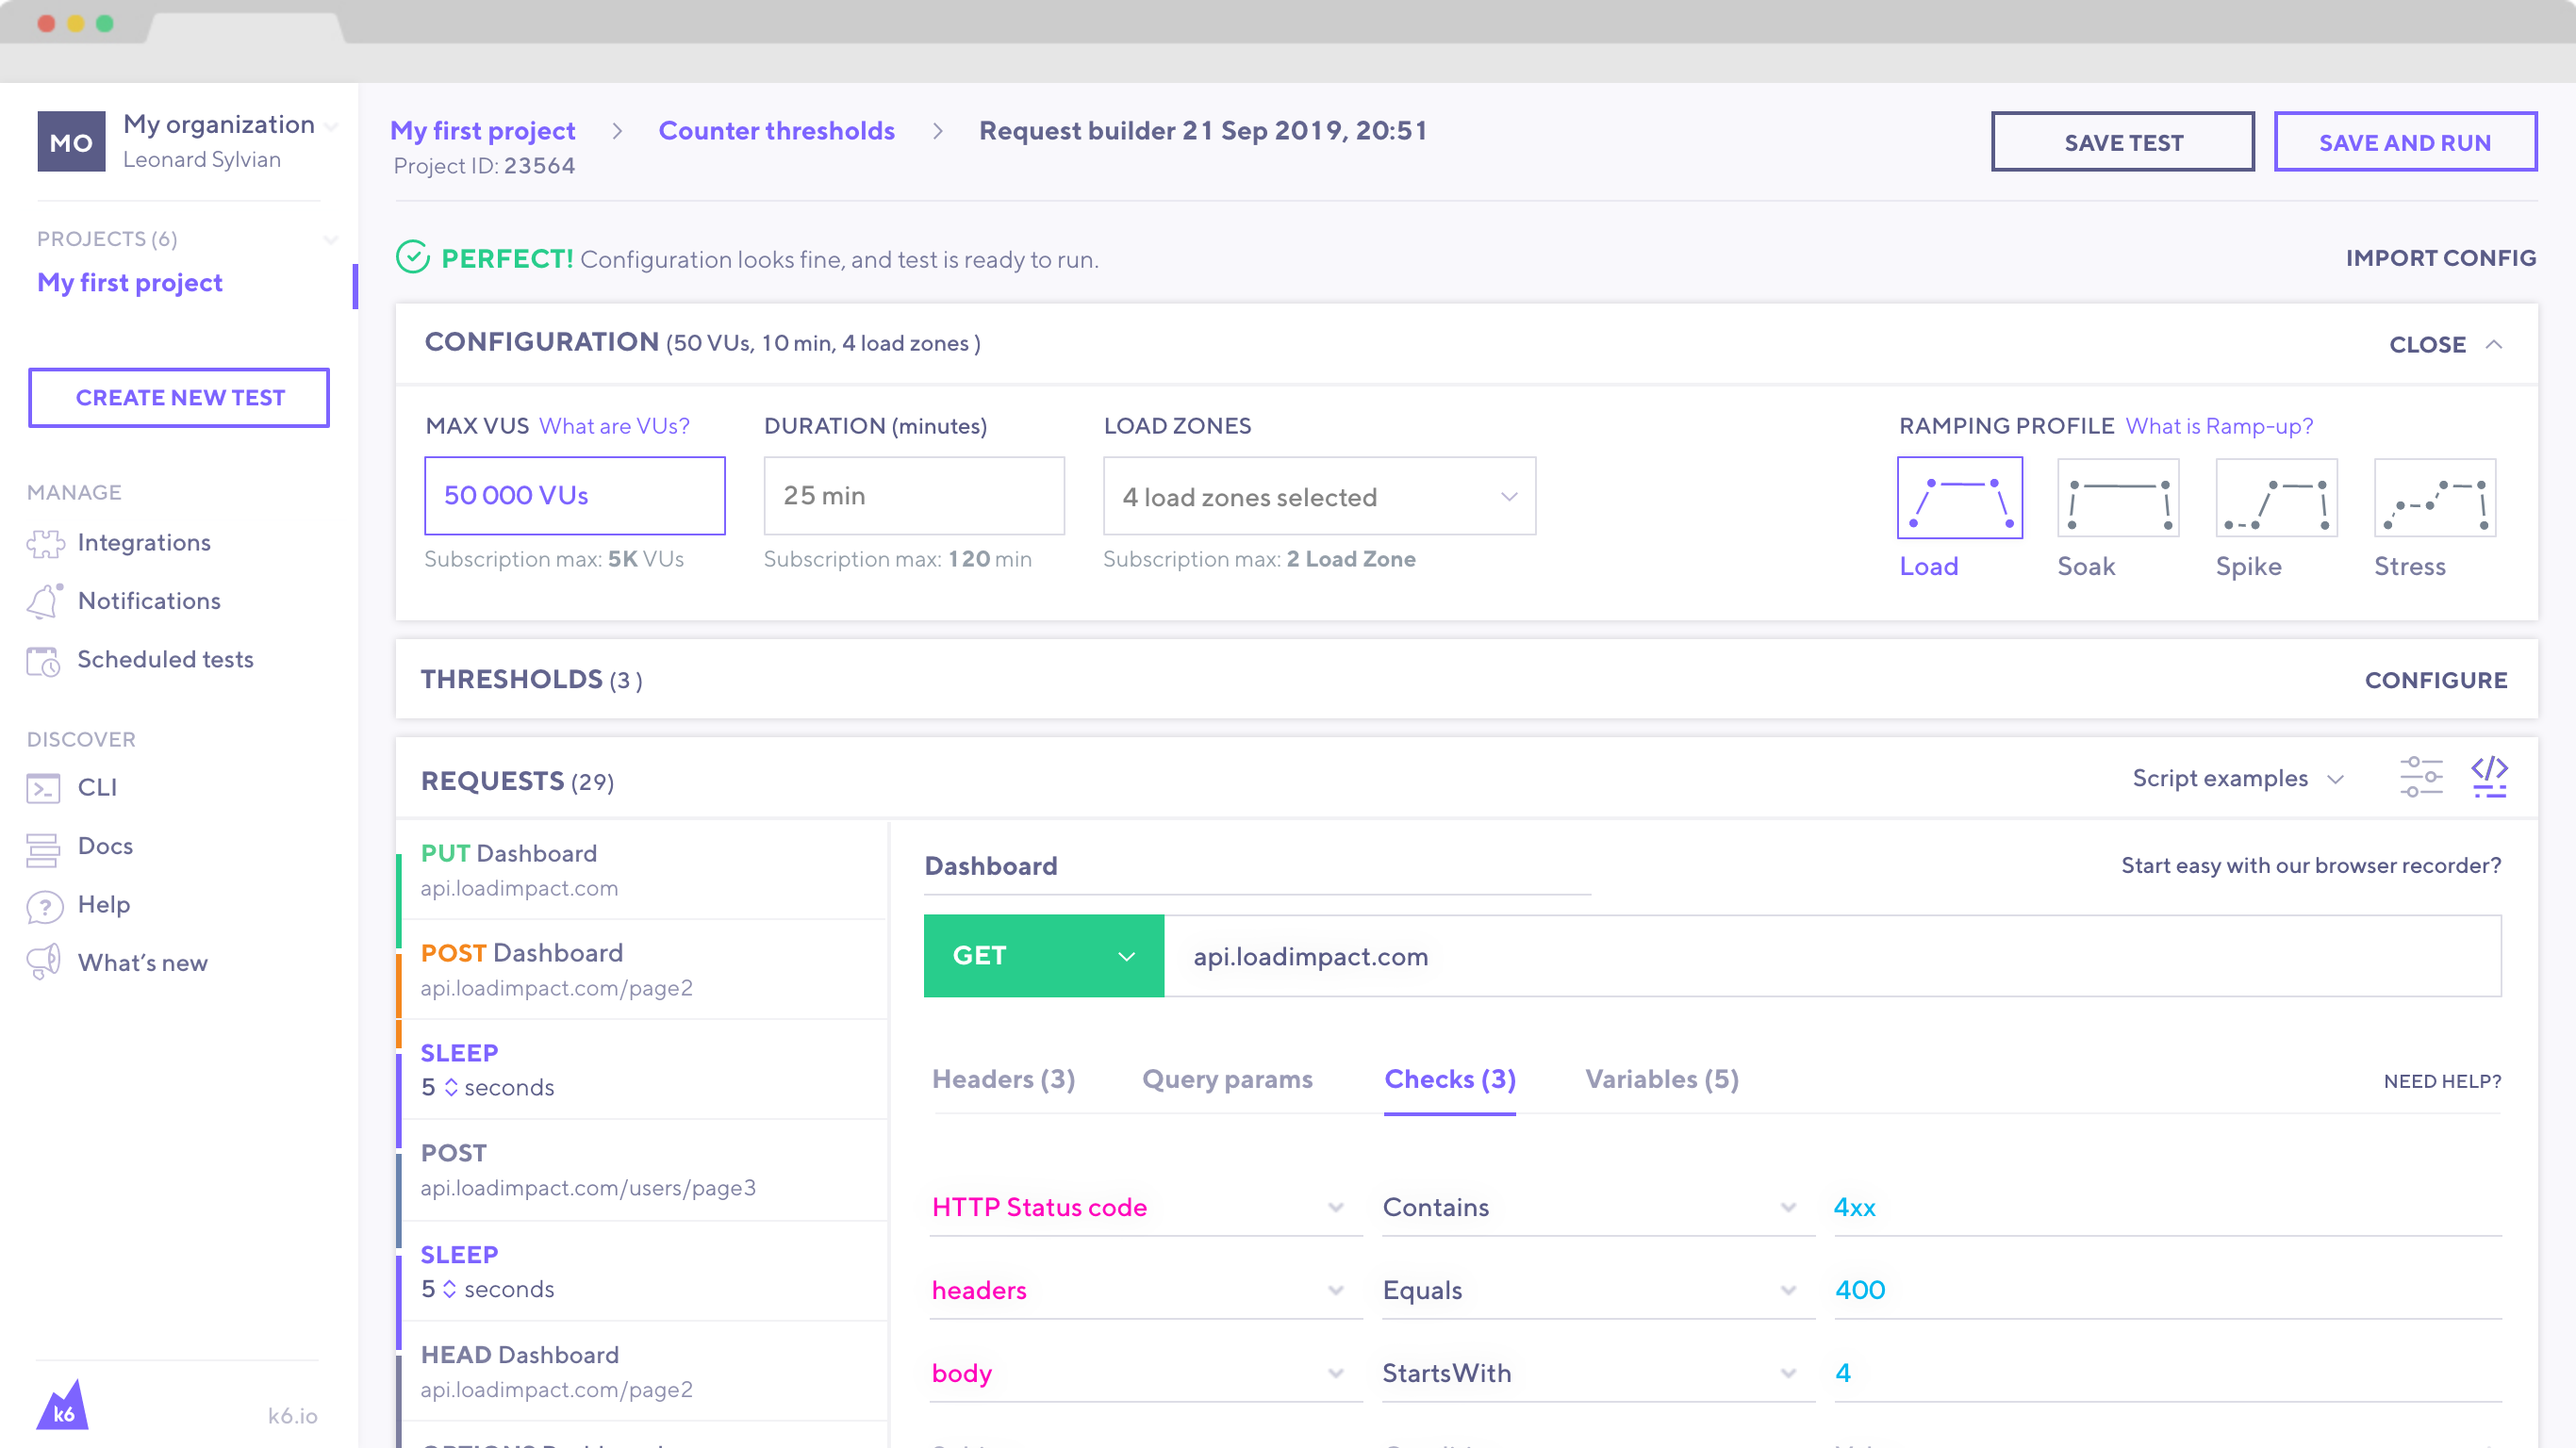 MO
My organization
Leonard Sylvian
PROJECTS (6)
My first project
CREATE NEW TEST
MANAGE
Integrations
Notifications
Scheduled tests
DISCOVER
CLI
Docs
Help
What's new
k6
k6.io
My first project > Counter thresholds > Request builder 21 Sep 2019, 20:51
Project ID: 23564
SAVE TEST
SAVE AND RUN
PERFECT! Configuration looks fine, and test is ready to run.
IMPORT CONFIG
CONFIGURATION (50 VUs, 10 min, 4 load zones )
CLOSE
MAX VUS What are VUs?
50 000 VUs
Subscription max: 5K VUs
DURATION (minutes)
25 min
Subscription max: 120 min
LOAD ZONES
4 load zones selected
Subscription max: 2 Load Zone
RAMPING PROFILE What is Ramp-up?
Load
Soak
Spike
Stress
THRESHOLDS (3 )
CONFIGURE
REQUESTS (29)
Script examples
PUT Dashboard
api.loadimpact.com
POST Dashboard
api.loadimpact.com/page2
SLEEP
5 seconds
POST
api.loadimpact.com/users/page3
SLEEP
5 seconds
HEAD Dashboard
api.loadimpact.com/page2
Dashboard
Start easy with our browser recorder?
GET
api.loadimpact.com
Headers (3)
Query params
Checks (3)
Variables (5)
NEED HELP?
HTTP Status code
Contains
4xx
headers
Equals
400
body
StartsWith
4